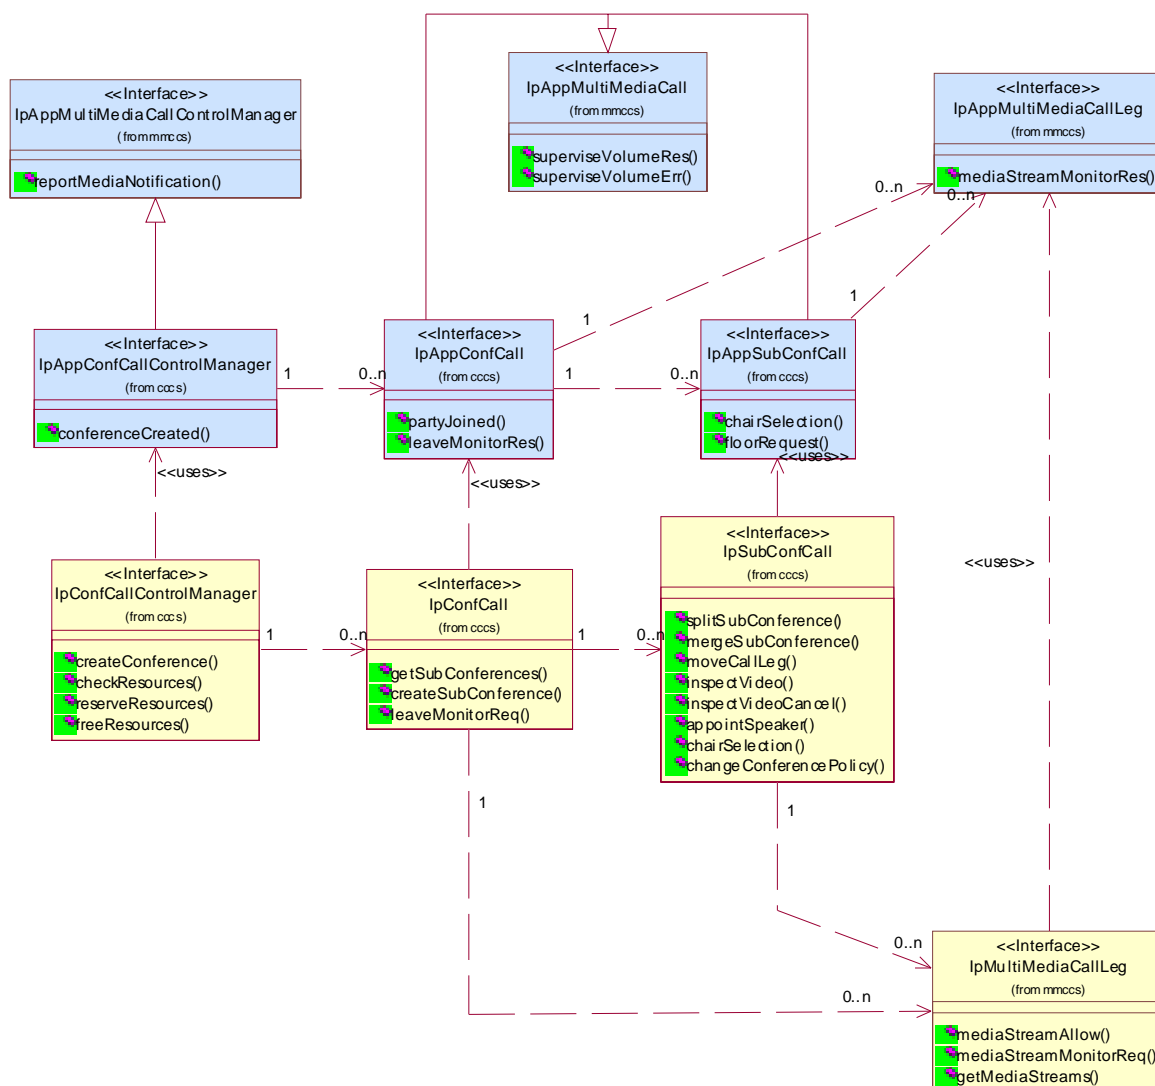 <<Interface>>
IpAppMultiMediaCallControlManager
(from mmccs)
reportMediaNotification()
<<Interface>>
IpAppMultiMediaCall
(from mmccs)
superviseVolumeRes()
superviseVolumeErr()
<<Interface>>
IpAppMultiMediaCallLeg
(from mmccs)
mediaStreamMonitorRes()
0..n
0..n
1
1
<<Interface>>
IpAppConfCallControlManager
(from cccs)
conferenceCreated()
1
0..n
<<Interface>>
IpAppConfCall
(from cccs)
partyJoined()
leaveMonitorRes()
1
0..n
<<Interface>>
IpAppSubConfCall
(from cccs)
chairSelection()
floorRequest()
<<uses>>
<<uses>>
<<uses>>
<<uses>>
<<Interface>>
IpConfCallControlManager
(from cccs)
createConference()
checkResources()
reserveResources()
freeResources()
1
0..n
<<Interface>>
IpConfCall
(from cccs)
getSubConferences()
createSubConference()
leaveMonitorReq()
1
0..n
<<Interface>>
IpSubConfCall
(from cccs)
splitSubConference()
mergeSubConference()
moveCallLeg()
inspectVideo()
inspectVideoCancel()
appointSpeaker()
chairSelection()
changeConferencePolicy()
1
1
0..n
0..n
<<Interface>>
IpMultiMediaCallLeg
(from mmccs)
mediaStreamAllow()
mediaStreamMonitorReq()
getMediaStreams()